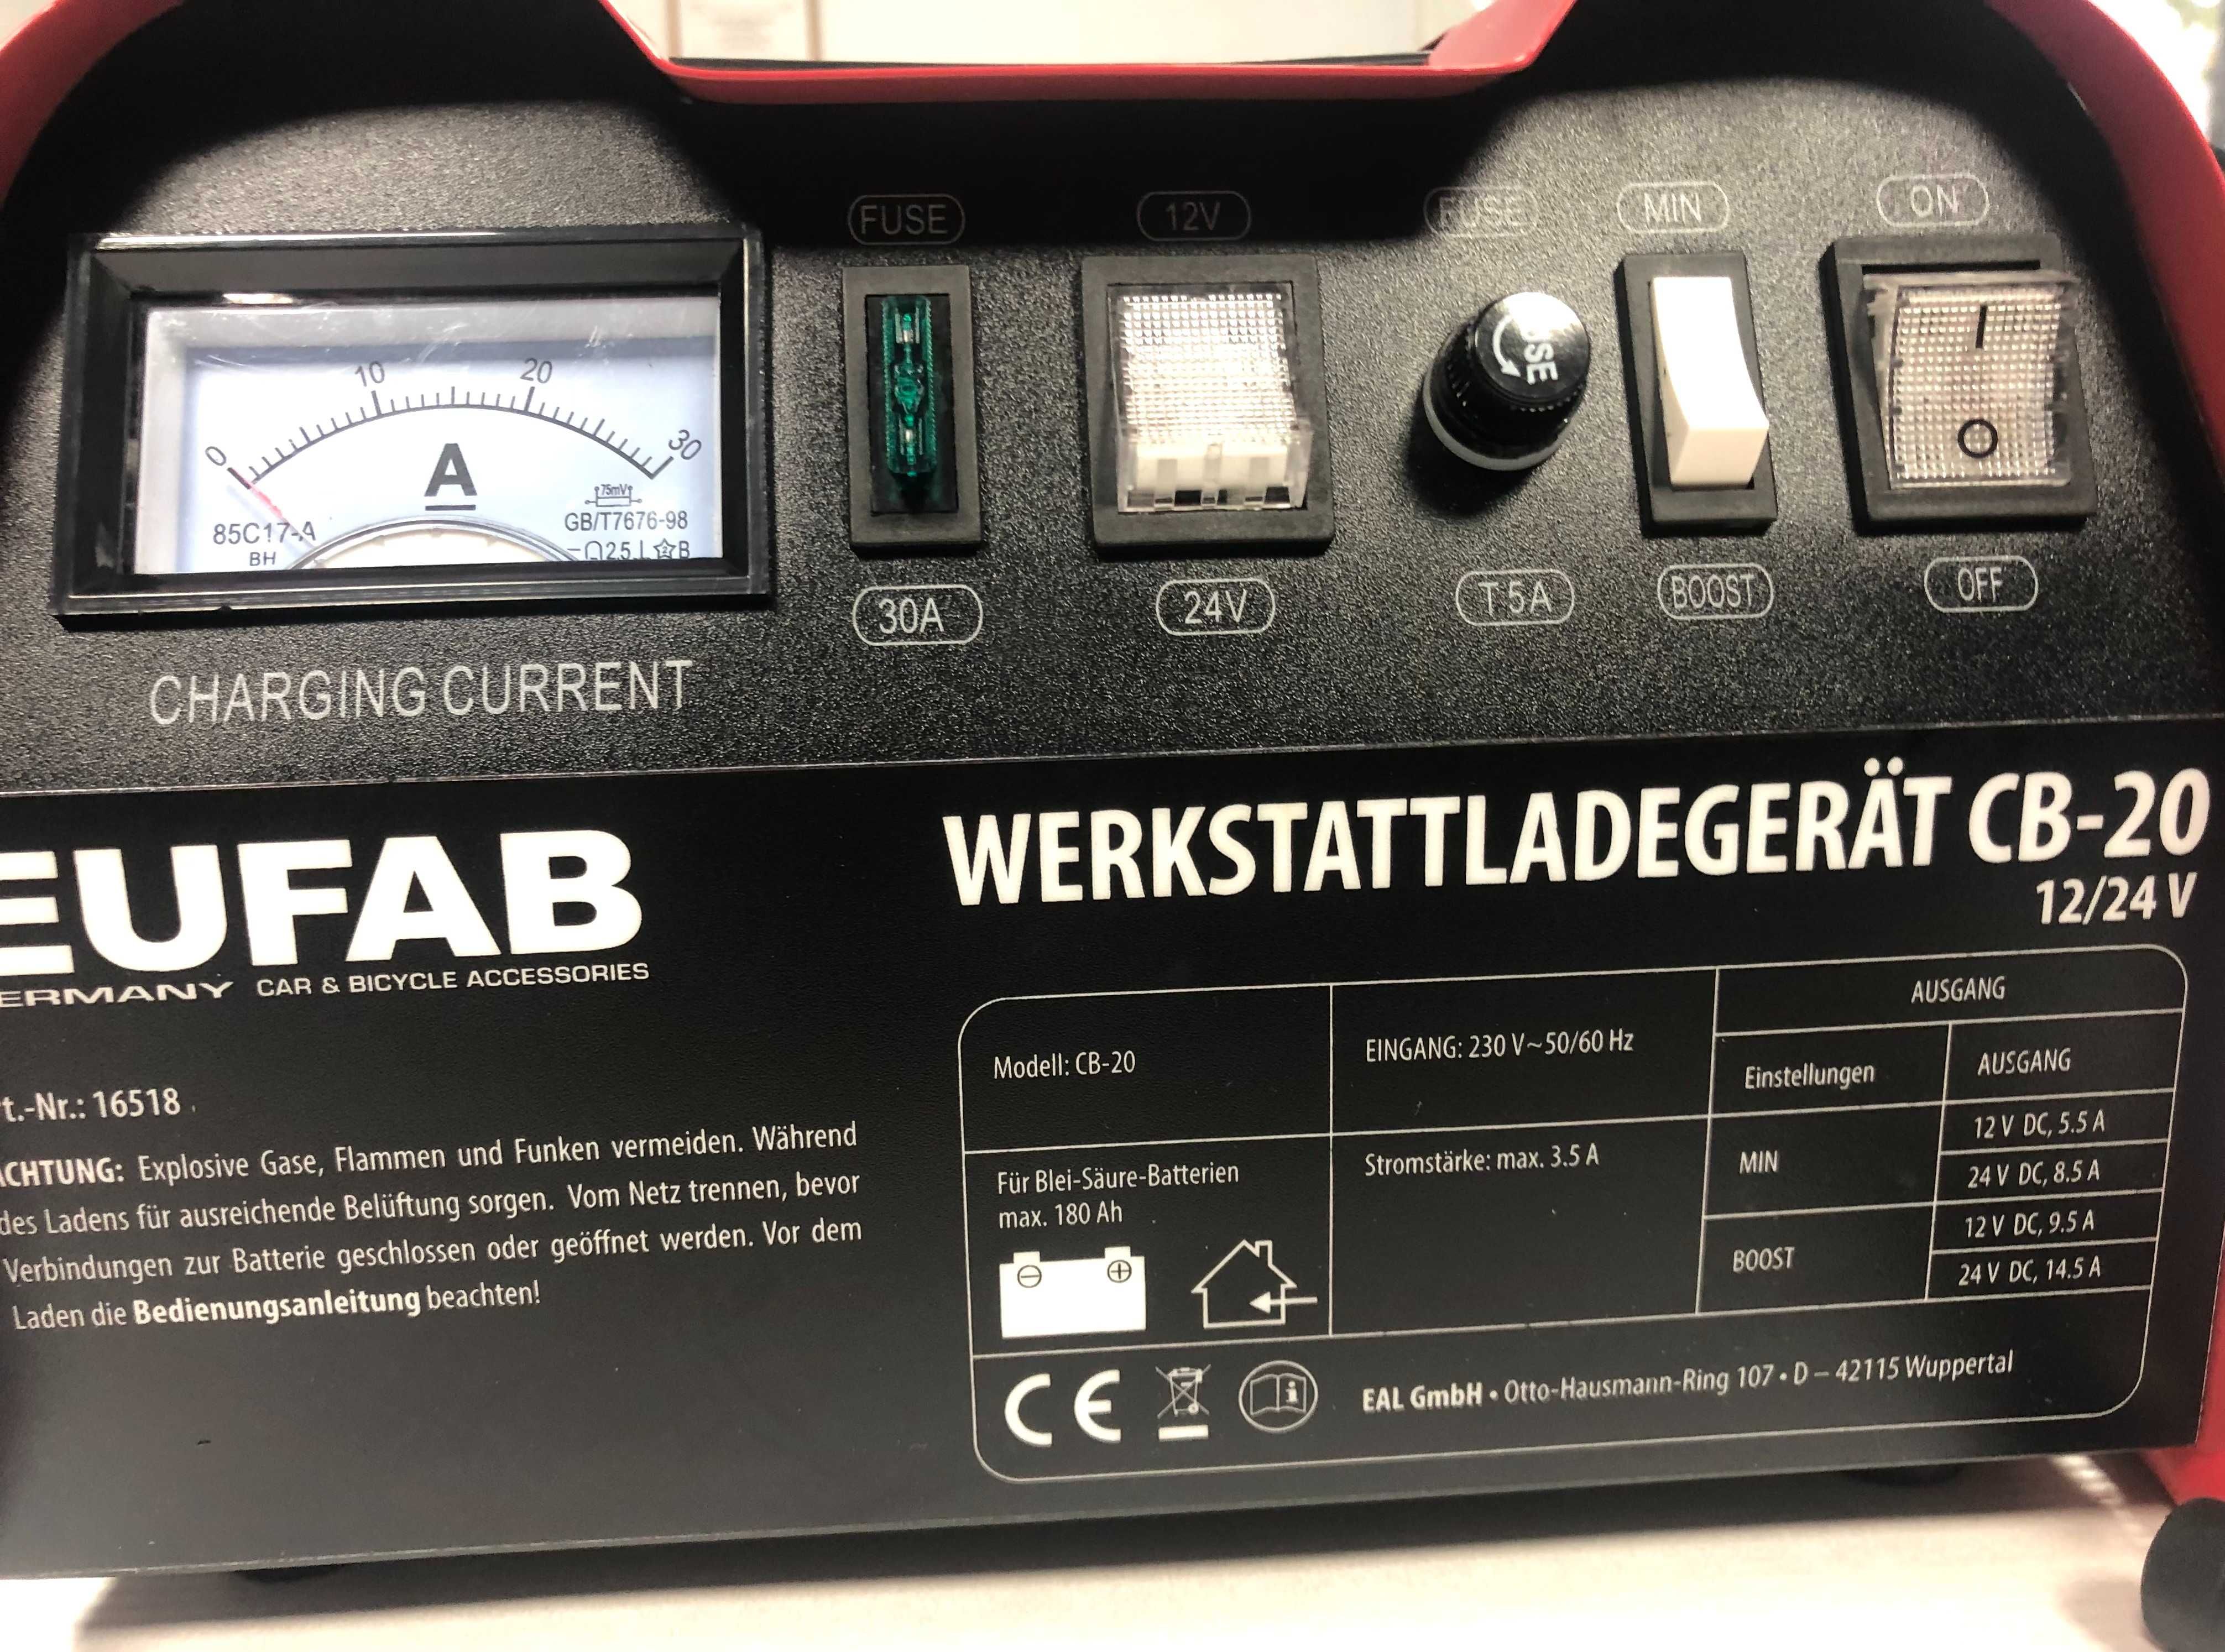 FUSE
12V
FUSE
MIN
ON
0 10 20 30
A
75mV
85C17-A
GB/T7676-98
BH
2.5
B
USE
I
O
30A
24V
T 5A
BOOST
OFF
CHARGING CURRENT
EUFAB
CAR & BICYCLE ACCESSORIES
WERKSTATTLADEGERÄT CB-20
12/24 V
16518
Explosive Gase, Flammen und Funken vermeiden. Während
des Ladens für ausreichende Belüftung sorgen. Vom Netz trennen, bevor
Verbindungen zur Batterie geschlossen oder geöffnet werden. Vor dem
Laden die Bedienungsanleitung beachten!
Modell: CB-20
EINGANG: 230 V~50/60 Hz
AUSGANG
Einstellungen
AUSGANG
Für Blei-Säure-Batterien
max. 180 Ah
Stromstärke: max. 3.5 A
MIN
12 V DC, 5.5 A
24 V DC, 8.5 A
BOOST
12 V DC, 9.5 A
24 V DC, 14.5 A
CE
EAL GmbH • Otto-Hausmann-Ring 107 • D – 42115 Wuppertal